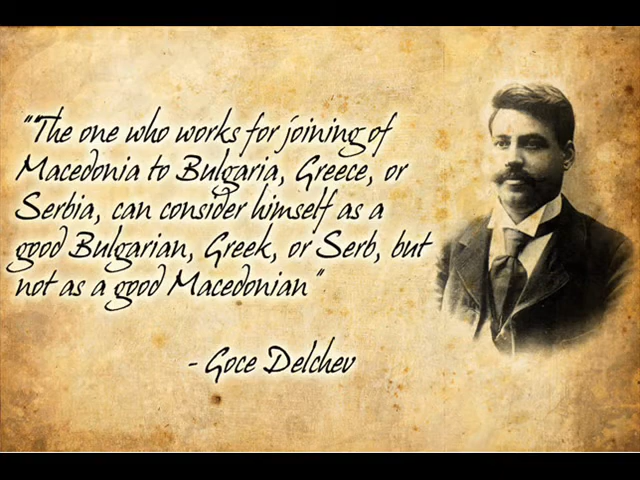 "The one who works for joining of
Macedonia to Bulgaria, Greece, or
Serbia, can consider himself as a
good Bulgarian, Greek, or Serb, but
not as a good Macedonian"
- Goce Delchev